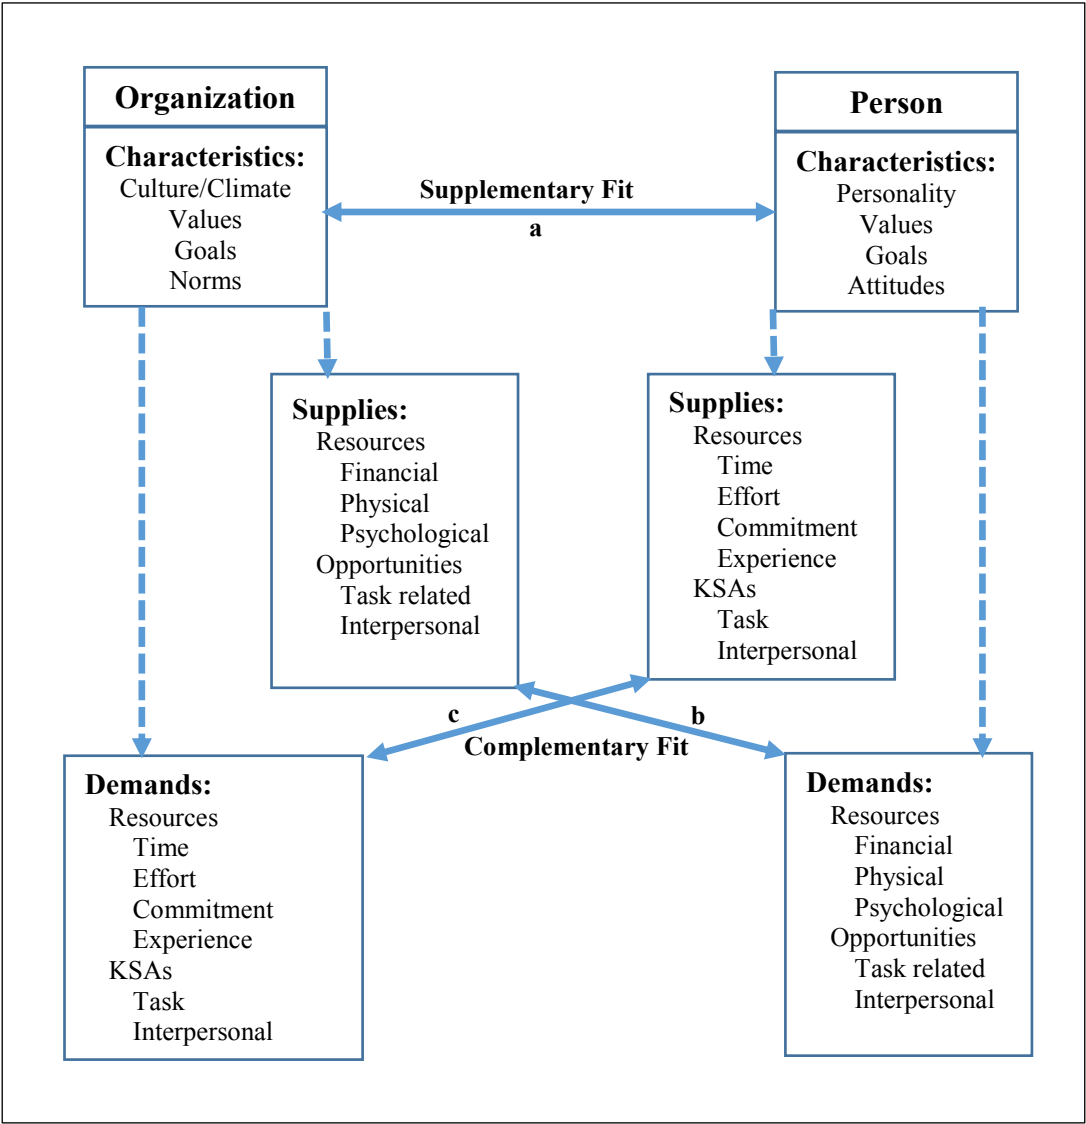 Organization
Characteristics:
Culture/Climate
Values
Goals
Norms
Person
Characteristics:
Personality
Values
Goals
Attitudes
Supplementary Fit
a
Supplies:
Resources
Financial
Physical
Psychological
Opportunities
Task related
Interpersonal
Supplies:
Resources
Time
Effort
Commitment
Experience
KSAs
Task
Interpersonal
c
b
Complementary Fit
Demands:
Resources
Time
Effort
Commitment
Experience
KSAs
Task
Interpersonal
Demands:
Resources
Financial
Physical
Psychological
Opportunities
Task related
Interpersonal